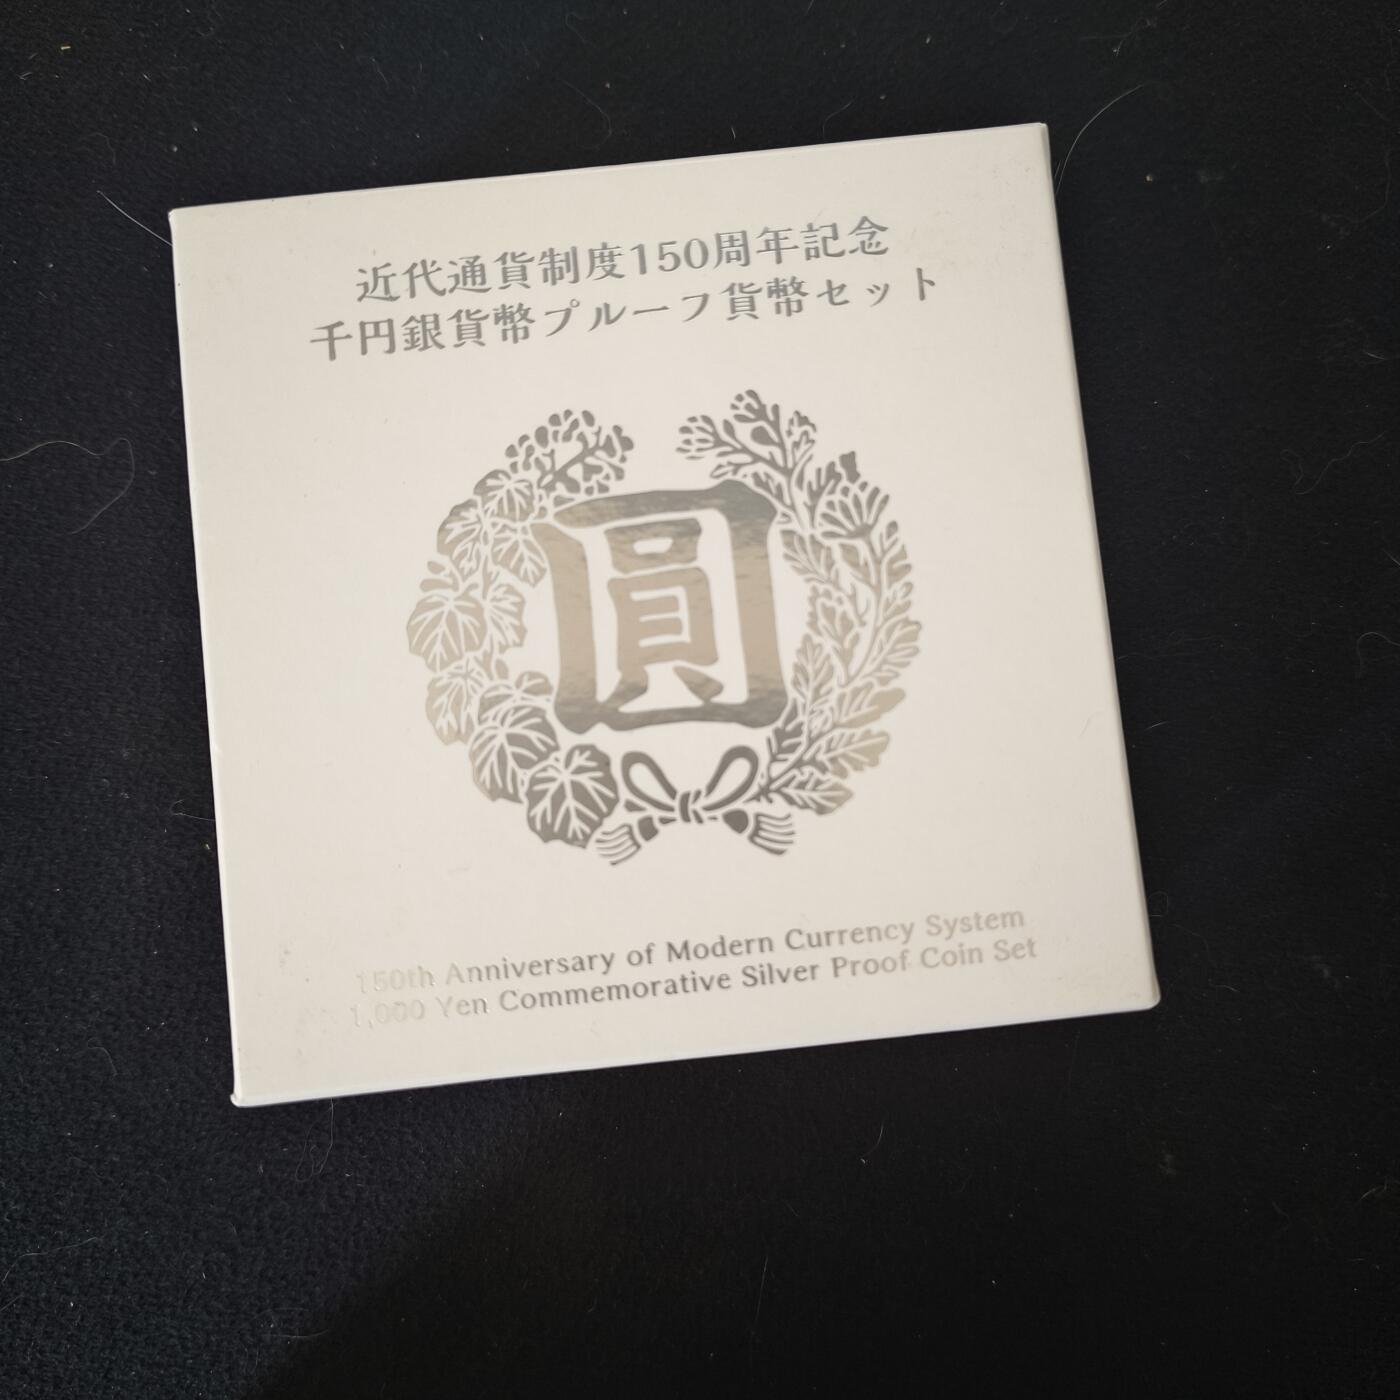 近代通貨制度150周年記念
千円銀貨幣プルーフ貨幣セット
圓
150th Anniversary of Modern Currency System
1,000 Yen Commemorative Silver Proof Coin Set